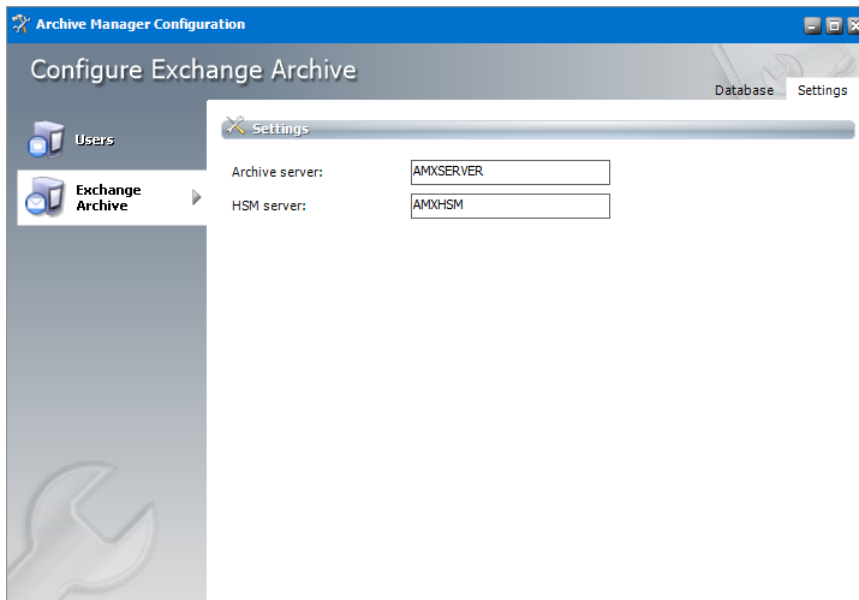 Archive Manager Configuration
Configure Exchange Archive
Database Settings
Users
Exchange
Archive
Settings
Archive server: AMXSERVER
HSM server: AMXHSM